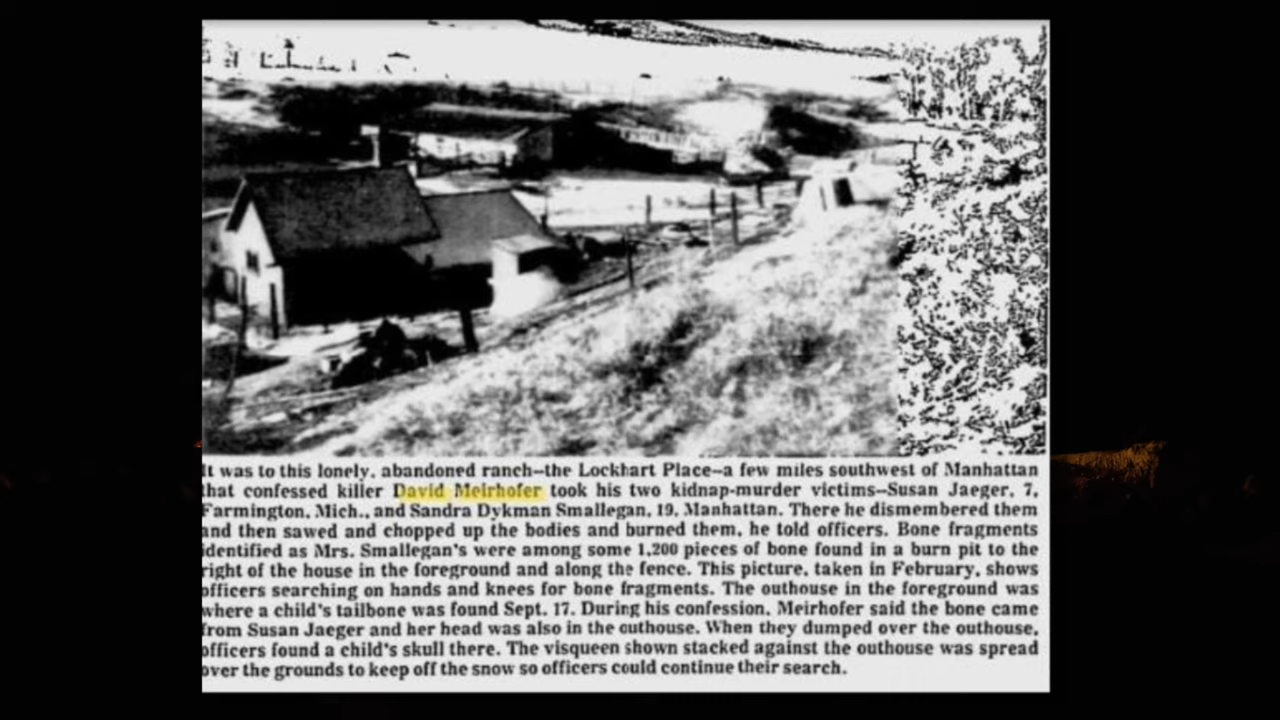 It was to this lonely, abandoned ranch--the Lockhart Place--a few miles southwest of Manhattan
that confessed killer David Meirhofer took his two kidnap-murder victims--Susan Jaeger, 7,
Farmington, Mich., and Sandra Dykman Smallegan, 19, Manhattan. There he dismembered them
and then sawed and chopped up the bodies and burned them, he told officers. Bone fragments
identified as Mrs. Smallegan's were among some 1,200 pieces of bone found in a burn pit to the
right of the house in the foreground and along the fence. This picture, taken in February, shows
officers searching on hands and knees for bone fragments. The outhouse in the foreground was
where a child's tailbone was found Sept. 17. During his confession, Meirhofer said the bone came
from Susan Jaeger and her head was also in the outhouse. When they dumped over the outhouse,
officers found a child's skull there. The visqueen shown stacked against the outhouse was spread
over the grounds to keep off the snow so officers could continue their search.